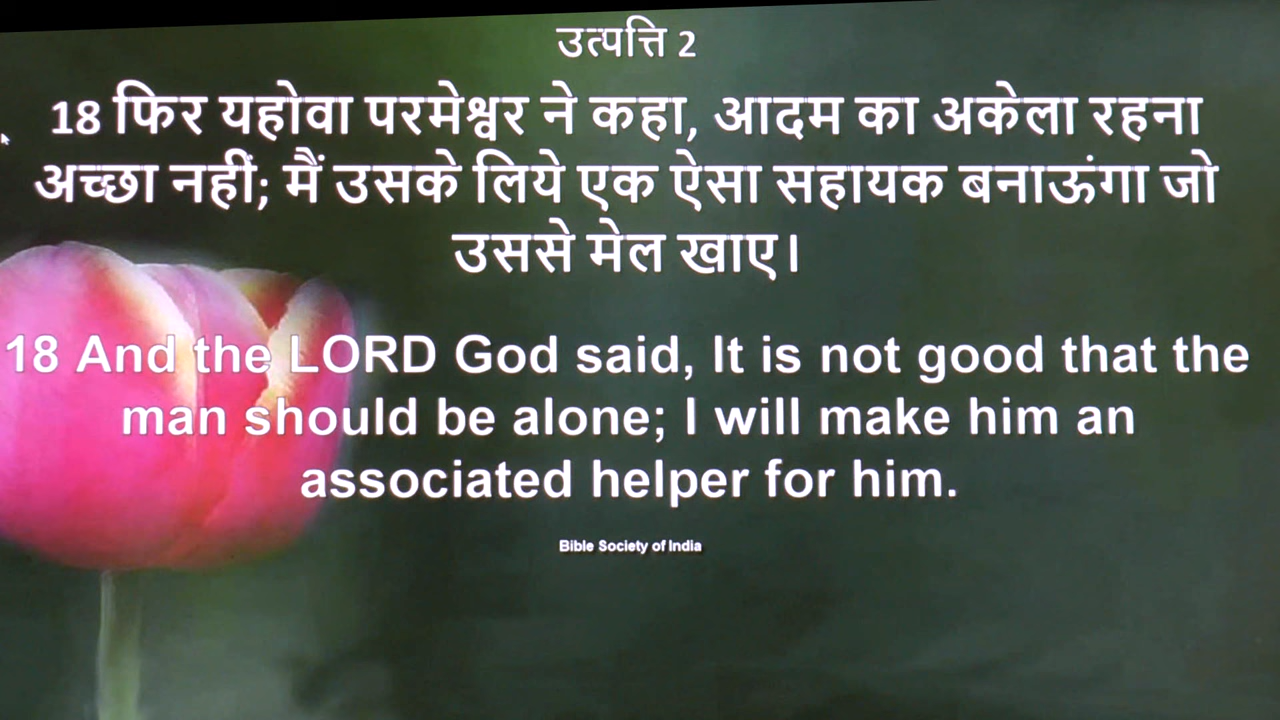 उत्पत्ति 2
18 फिर यहोवा परमेश्वर ने कहा, आदम का अकेला रहना
अच्छा नहीं; मैं उसके लिये एक ऐसा सहायक बनाऊंगा जो
उससे मेल खाए।
18 And the LORD God said, It is not good that the
man should be alone; I will make him an
associated helper for him.
Bible Society of India